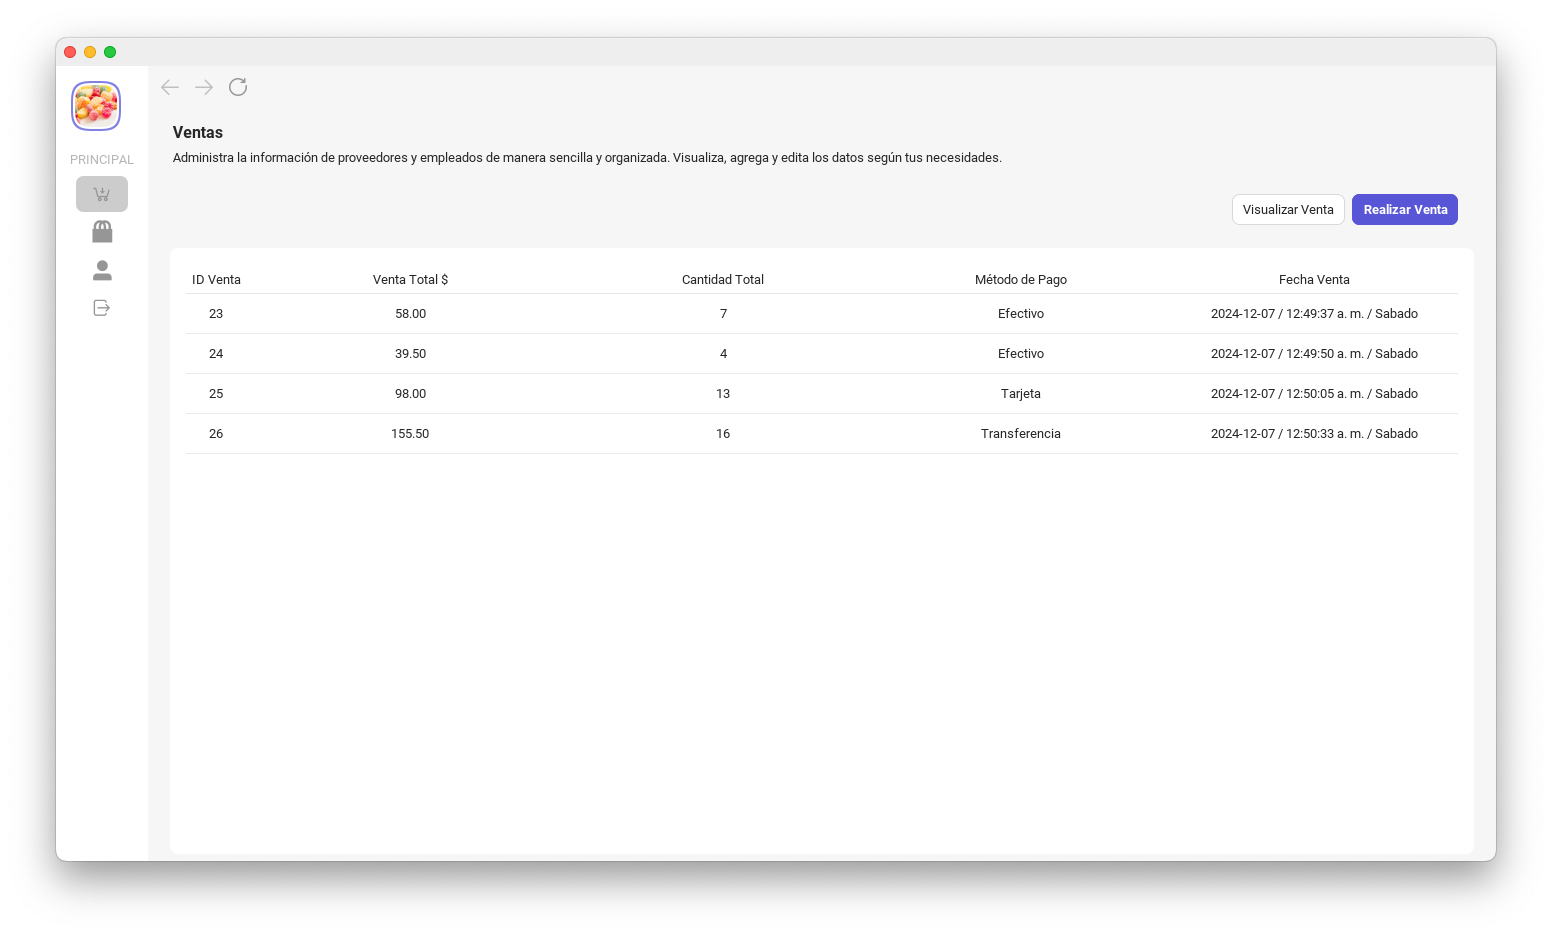 PRINCIPAL
Ventas
Administra la información de proveedores y empleados de manera sencilla y organizada. Visualiza, agrega y edita los datos según tus necesidades.
Visualizar Venta Realizar Venta
ID Venta Venta Total $ Cantidad Total Método de Pago Fecha Venta
23 58.00 7 Efectivo 2024-12-07 / 12:49:37 a. m. / Sabado
24 39.50 4 Efectivo 2024-12-07 / 12:49:50 a. m. / Sabado
25 98.00 13 Tarjeta 2024-12-07 / 12:50:05 a. m. / Sabado
26 155.50 16 Transferencia 2024-12-07 / 12:50:33 a. m. / Sabado